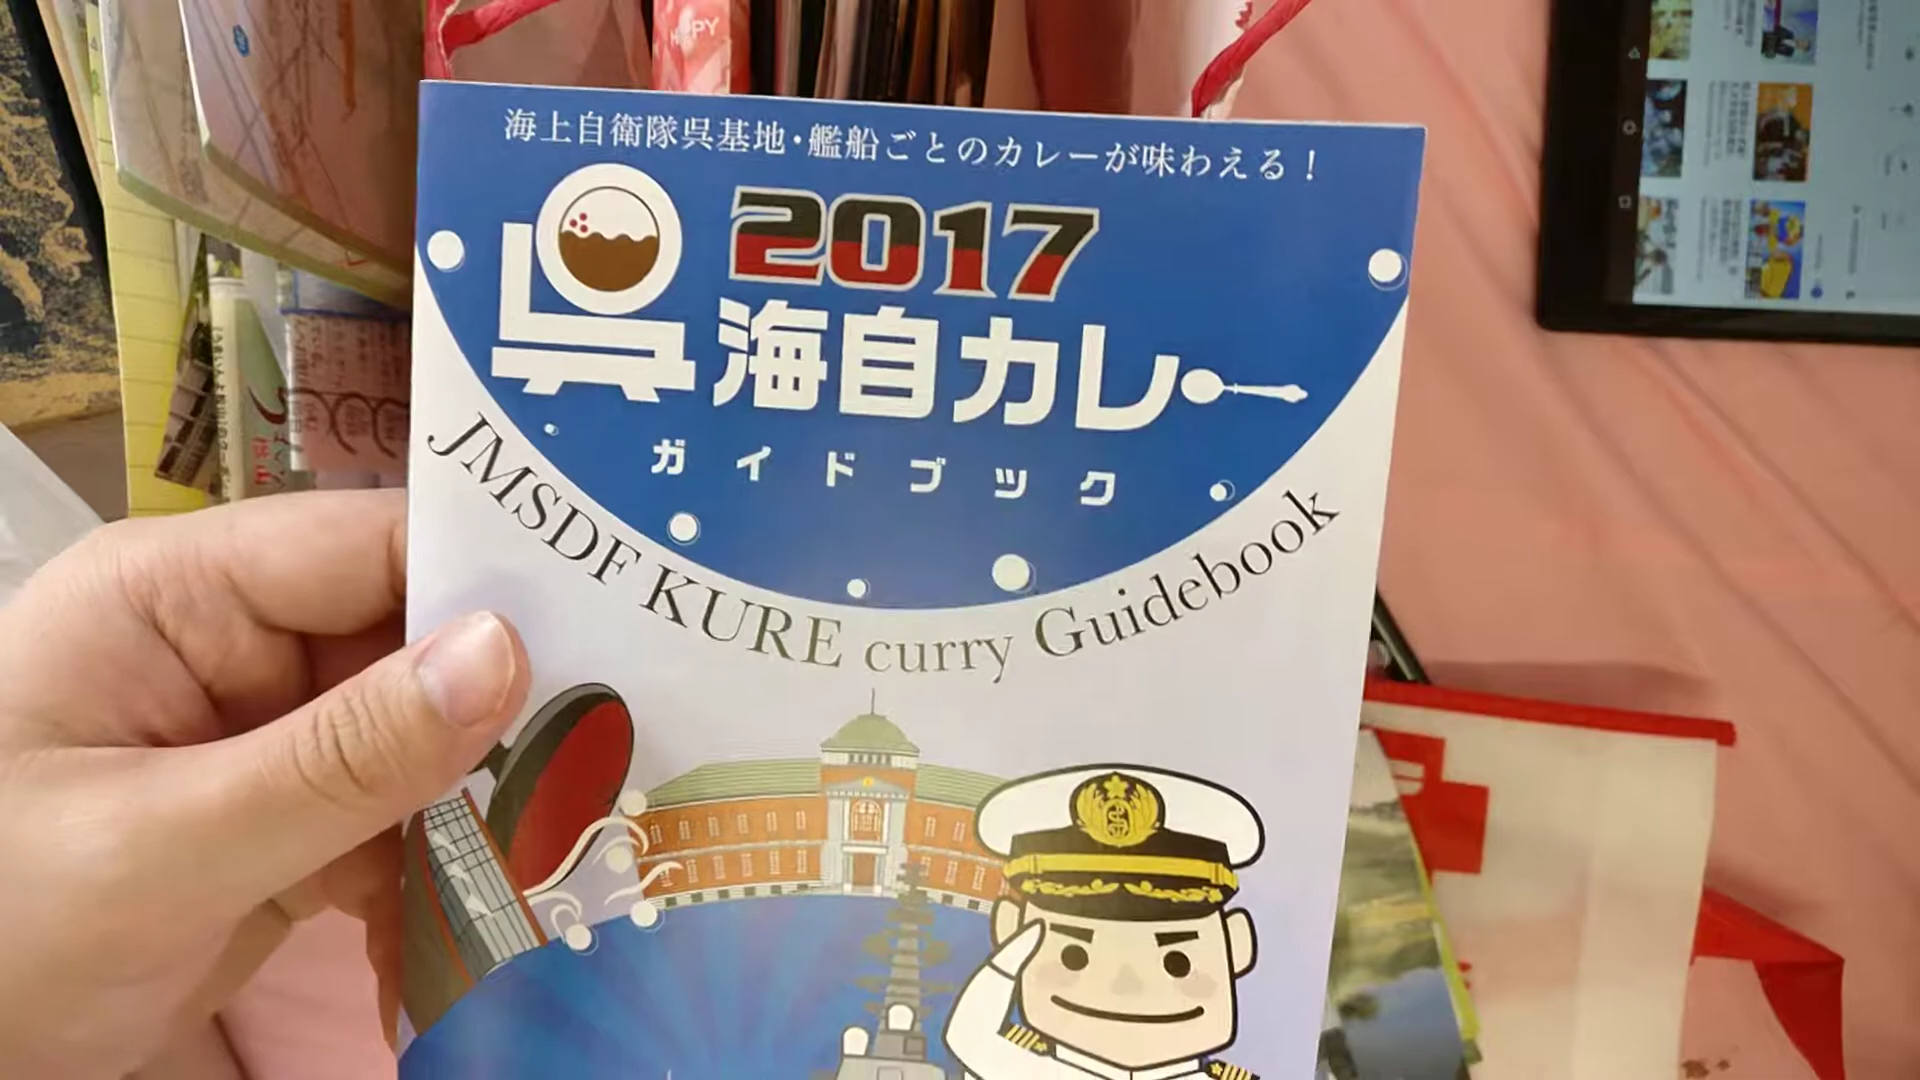 HAPPY
海上自衛隊呉基地・艦船ごとのカレーが味わえる！
2017
呉海自カレー
ガイドブック
JMSDF KURE curry Guidebook